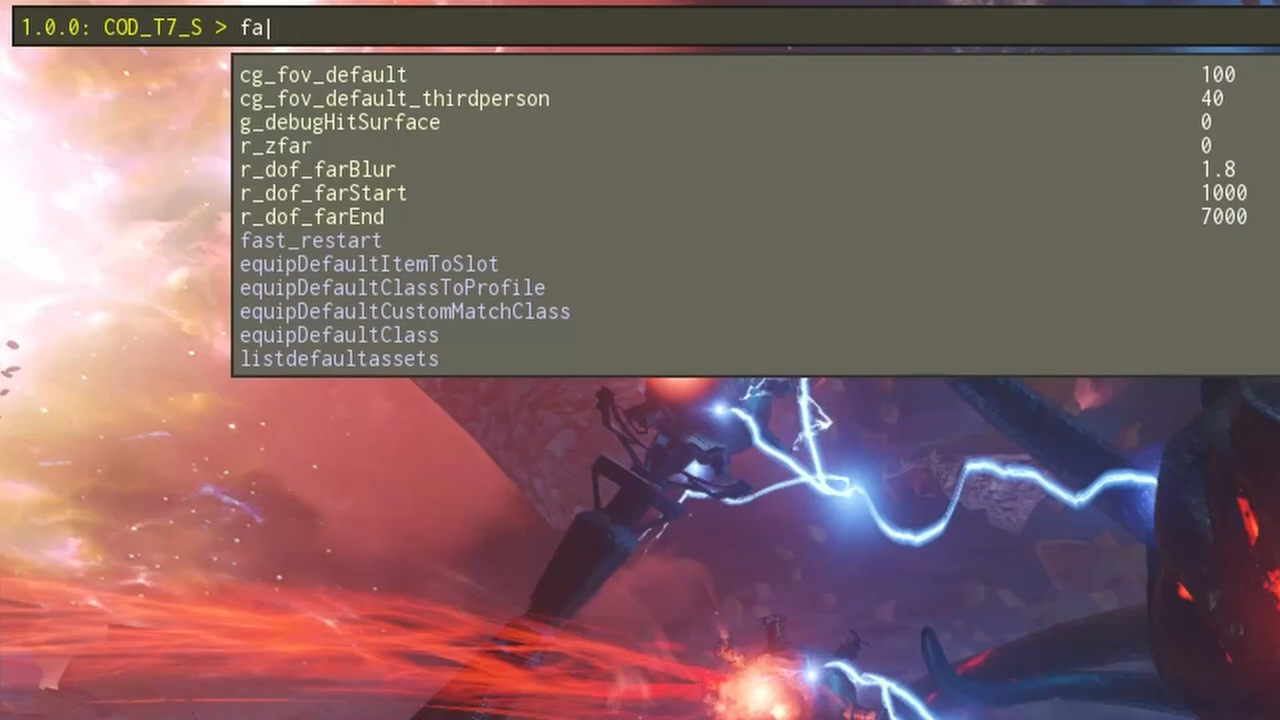 1.0.0: COD_T7_S > fa
cg_fov_default 100
cg_fov_default_thirdperson 40
g_debugHitSurface 0
r_zfar 0
r_dof_farBlur 1.8
r_dof_farStart 1000
r_dof_farEnd 7000
fast_restart
equipDefaultItemToSlot
equipDefaultClassToProfile
equipDefaultCustomMatchClass
equipDefaultClass
listdefaultassets